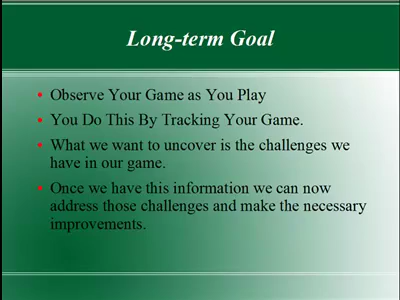 Long-term Goal
• Observe Your Game as You Play
• You Do This By Tracking Your Game.
• What we want to uncover is the challenges we
have in our game.
• Once we have this information we can now
address those challenges and make the necessary
improvements.